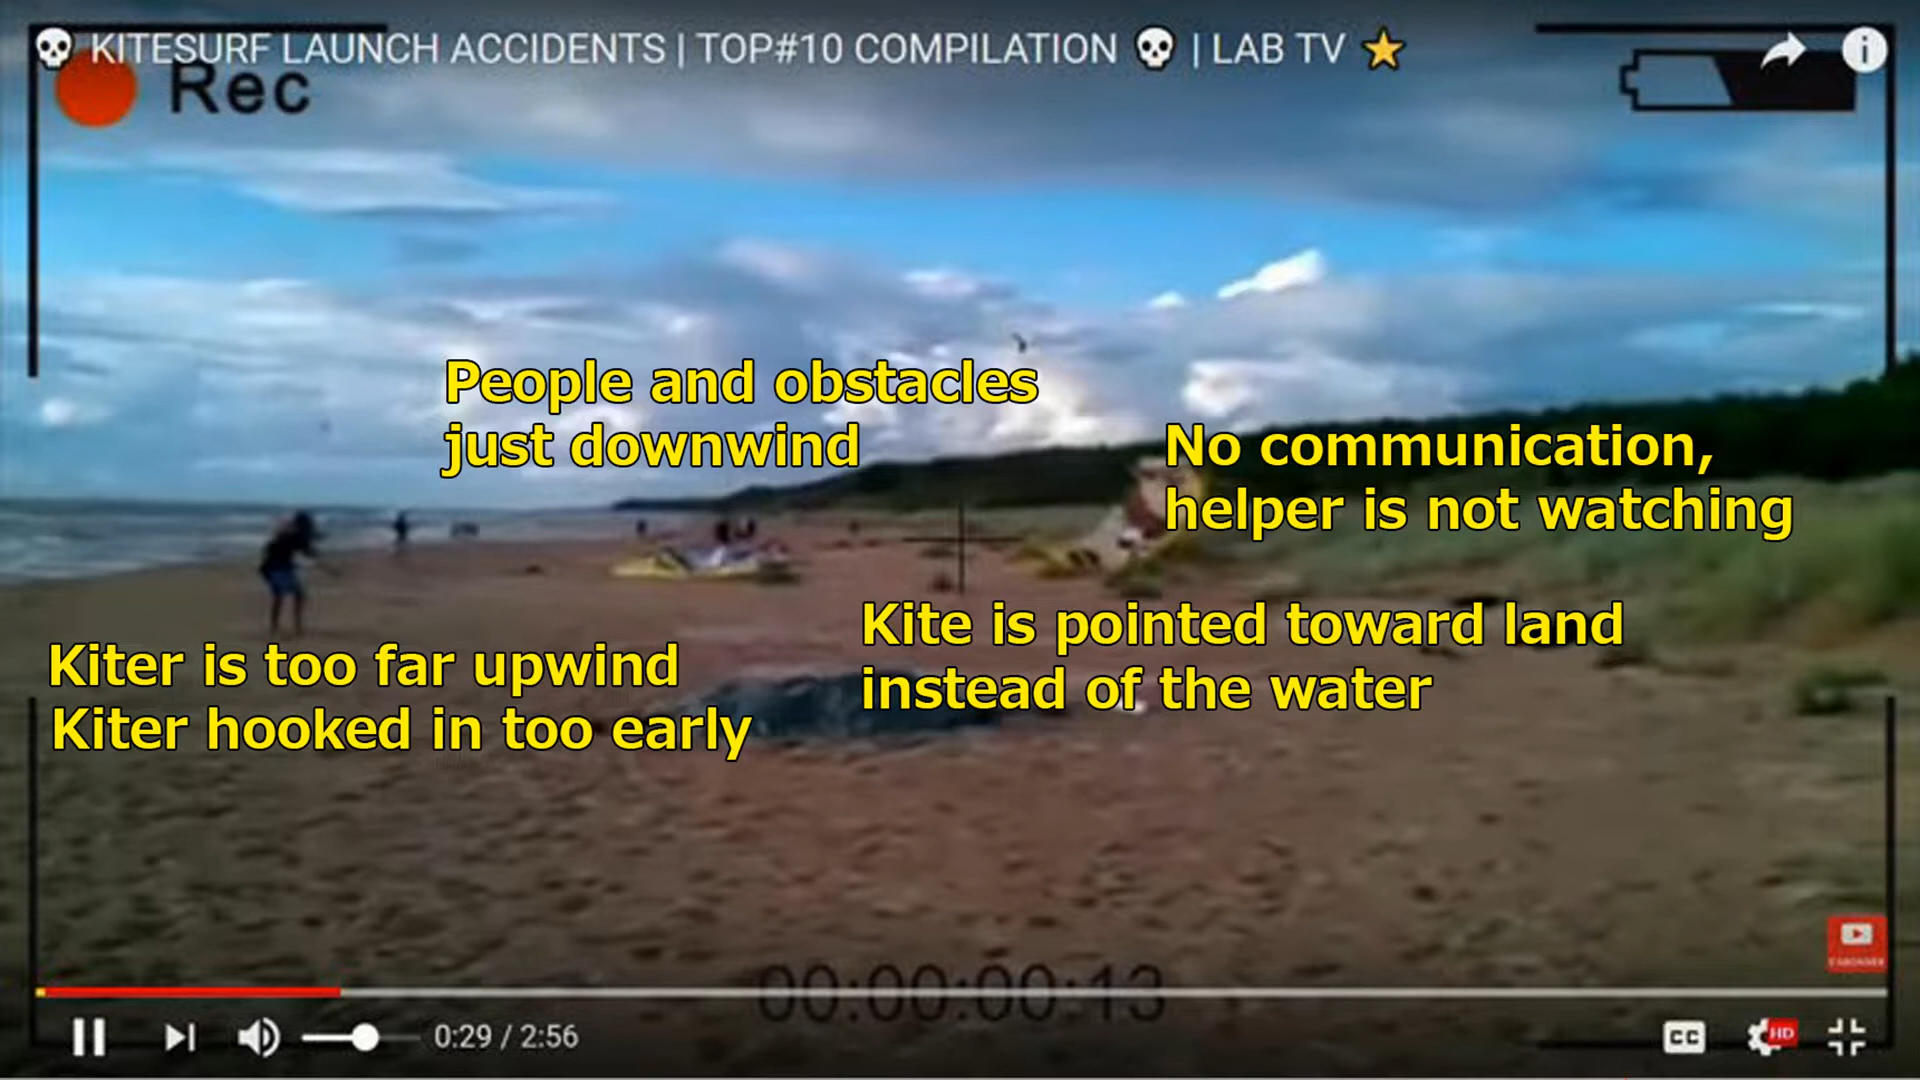 💀 KITESURF LAUNCH ACCIDENTS | TOP#10 COMPILATION 💀 | LAB TV ⭐
Rec
People and obstacles
just downwind
No communication,
helper is not watching
Kite is pointed toward land
instead of the water
Kiter is too far upwind
Kiter hooked in too early
00:00:00:13
0:29 / 2:56
CC
HD